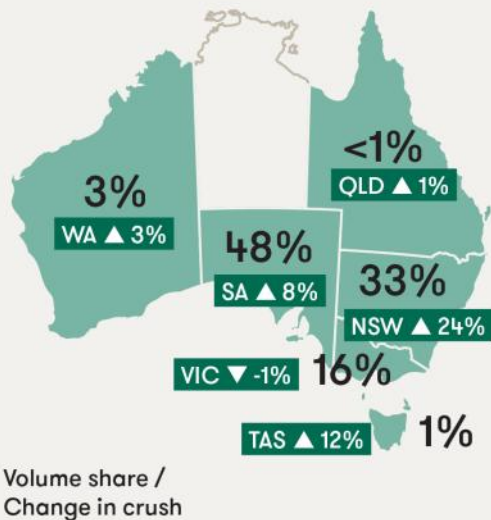 <1%
QLD ▲ 1%
3%
WA ▲ 3%
48%
SA ▲ 8%
33%
NSW ▲ 24%
VIC ▼ -1% 16%
TAS ▲ 12% 1%
Volume share /
Change in crush